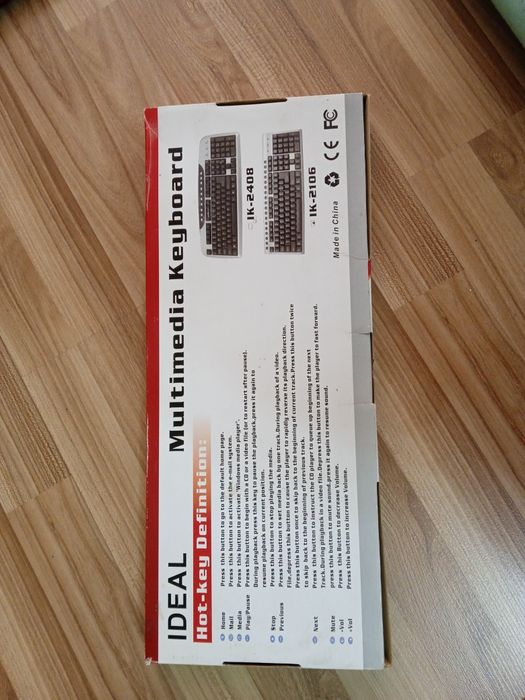 IDEAL Multimedia Keyboard
Hot-key Definition:
Home Press this button to go to the default home page.
Mail Press this button to activate the e-mail system.
Media Press this button to activate 'Windows media player'.
Play/Pause Press this button to begin with a CD or a video file (or to restart after pause).
During playback press this key to pause the playback,press it again to
resume playback on current position.
Stop Press this button to stop playing the media.
Previous Press this button to set media back by one track.During playback of a video.
File,depress this button to cause the player to rapidly reverse its playback direction.
Press this button once to skip back to the beginning of current track.Press this button twice
to skip back to the beginning of previous track.
Next Press this button to instruct the CD player to queue up beginning of the next
Track.During playback in a video file.Depress this button to make the player to fast forward.
Mute press this button to mute sound.press it again to resume sound.
-Vol Press this Button to decrease volume.
+Vol Press this button to increase Volume.
IK-2408
IK-2106
Made in China
CE FC